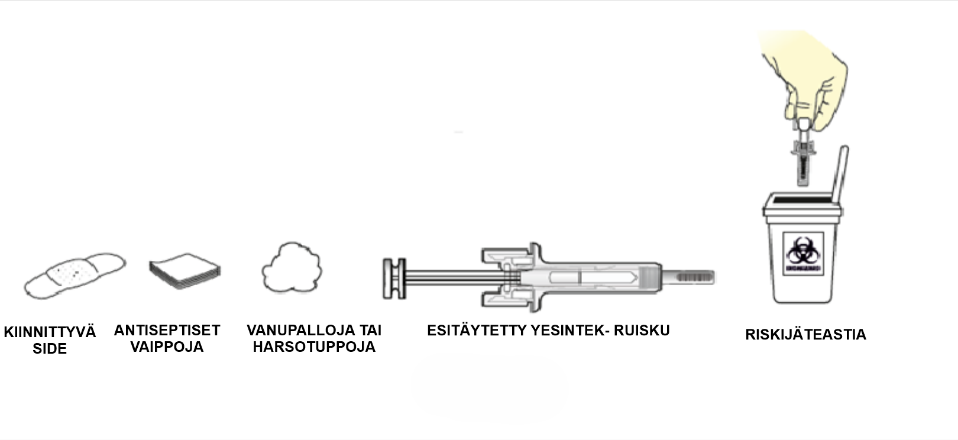 KIINNITTYVÄ
SIDE
ANTISEPTISET
VAIPPOJA
VANUPALLOJA TAI
HARSOTUPPOJA
ESITÄYTETTY YESINTEK- RUISKU
RISKIJÄTEASTIA